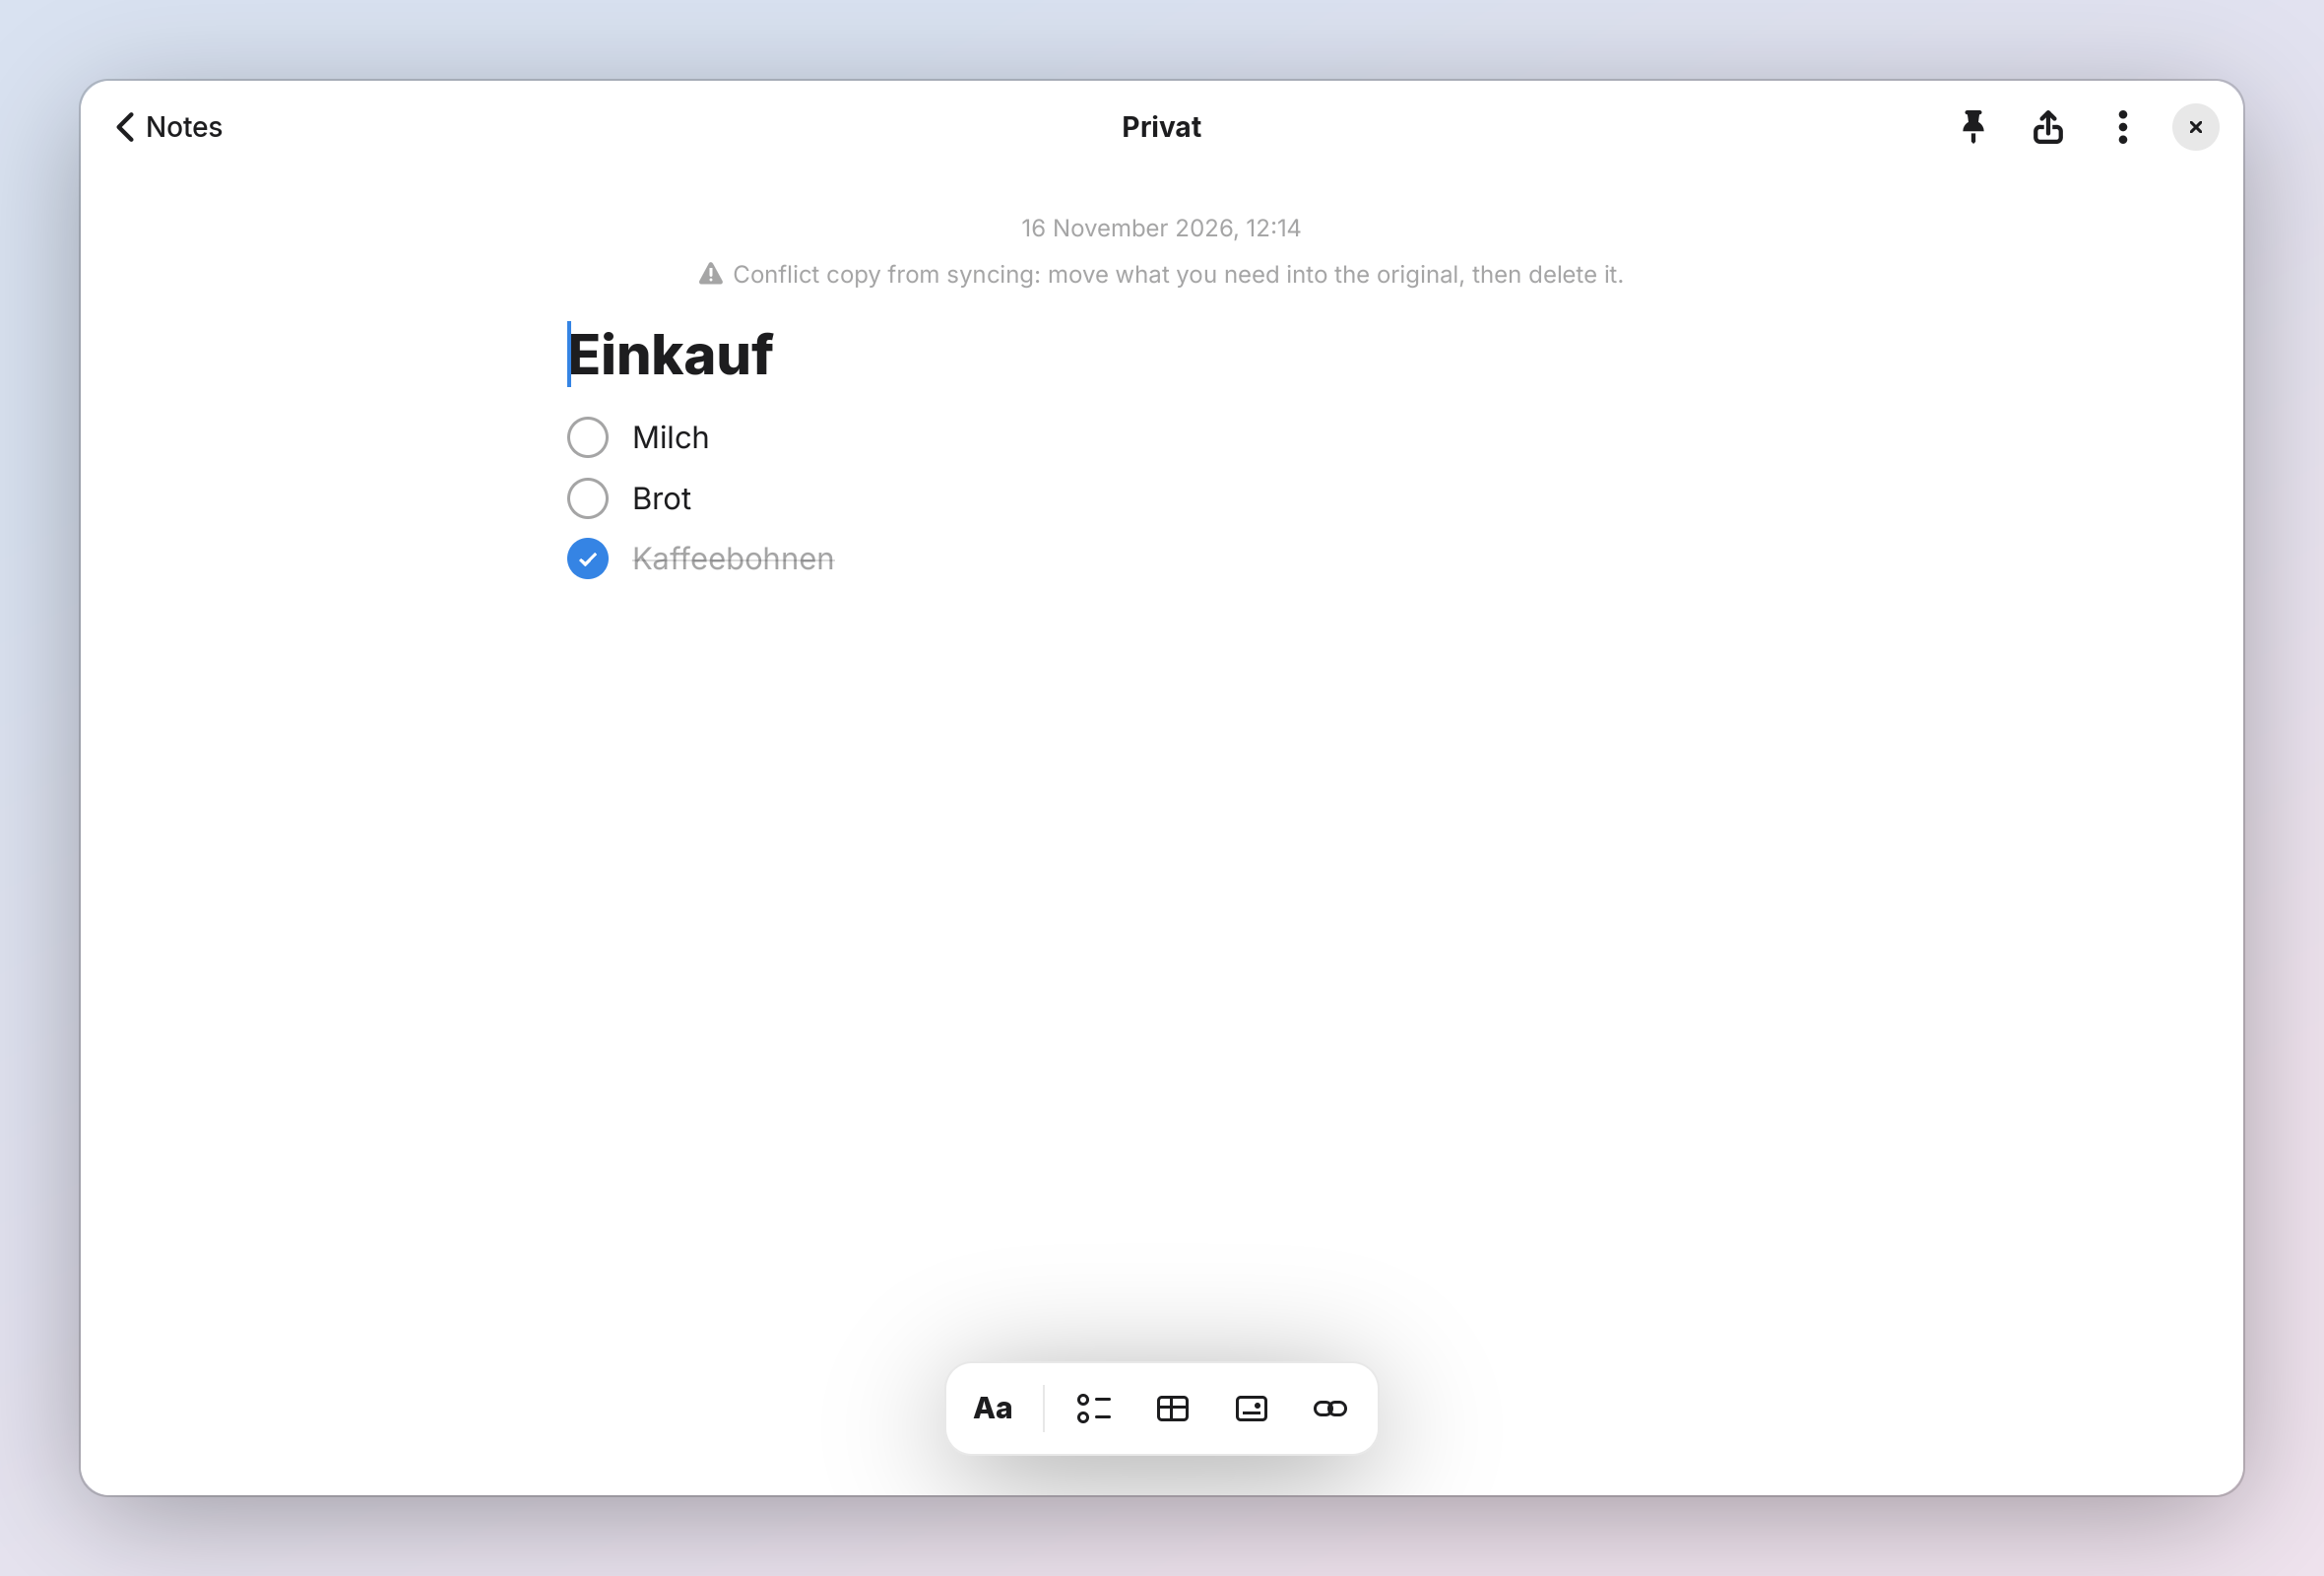 Notes
Privat
16 November 2026, 12:14
Conflict copy from syncing: move what you need into the original, then delete it.
Einkauf
Milch
Brot
Kaffeebohnen
Aa